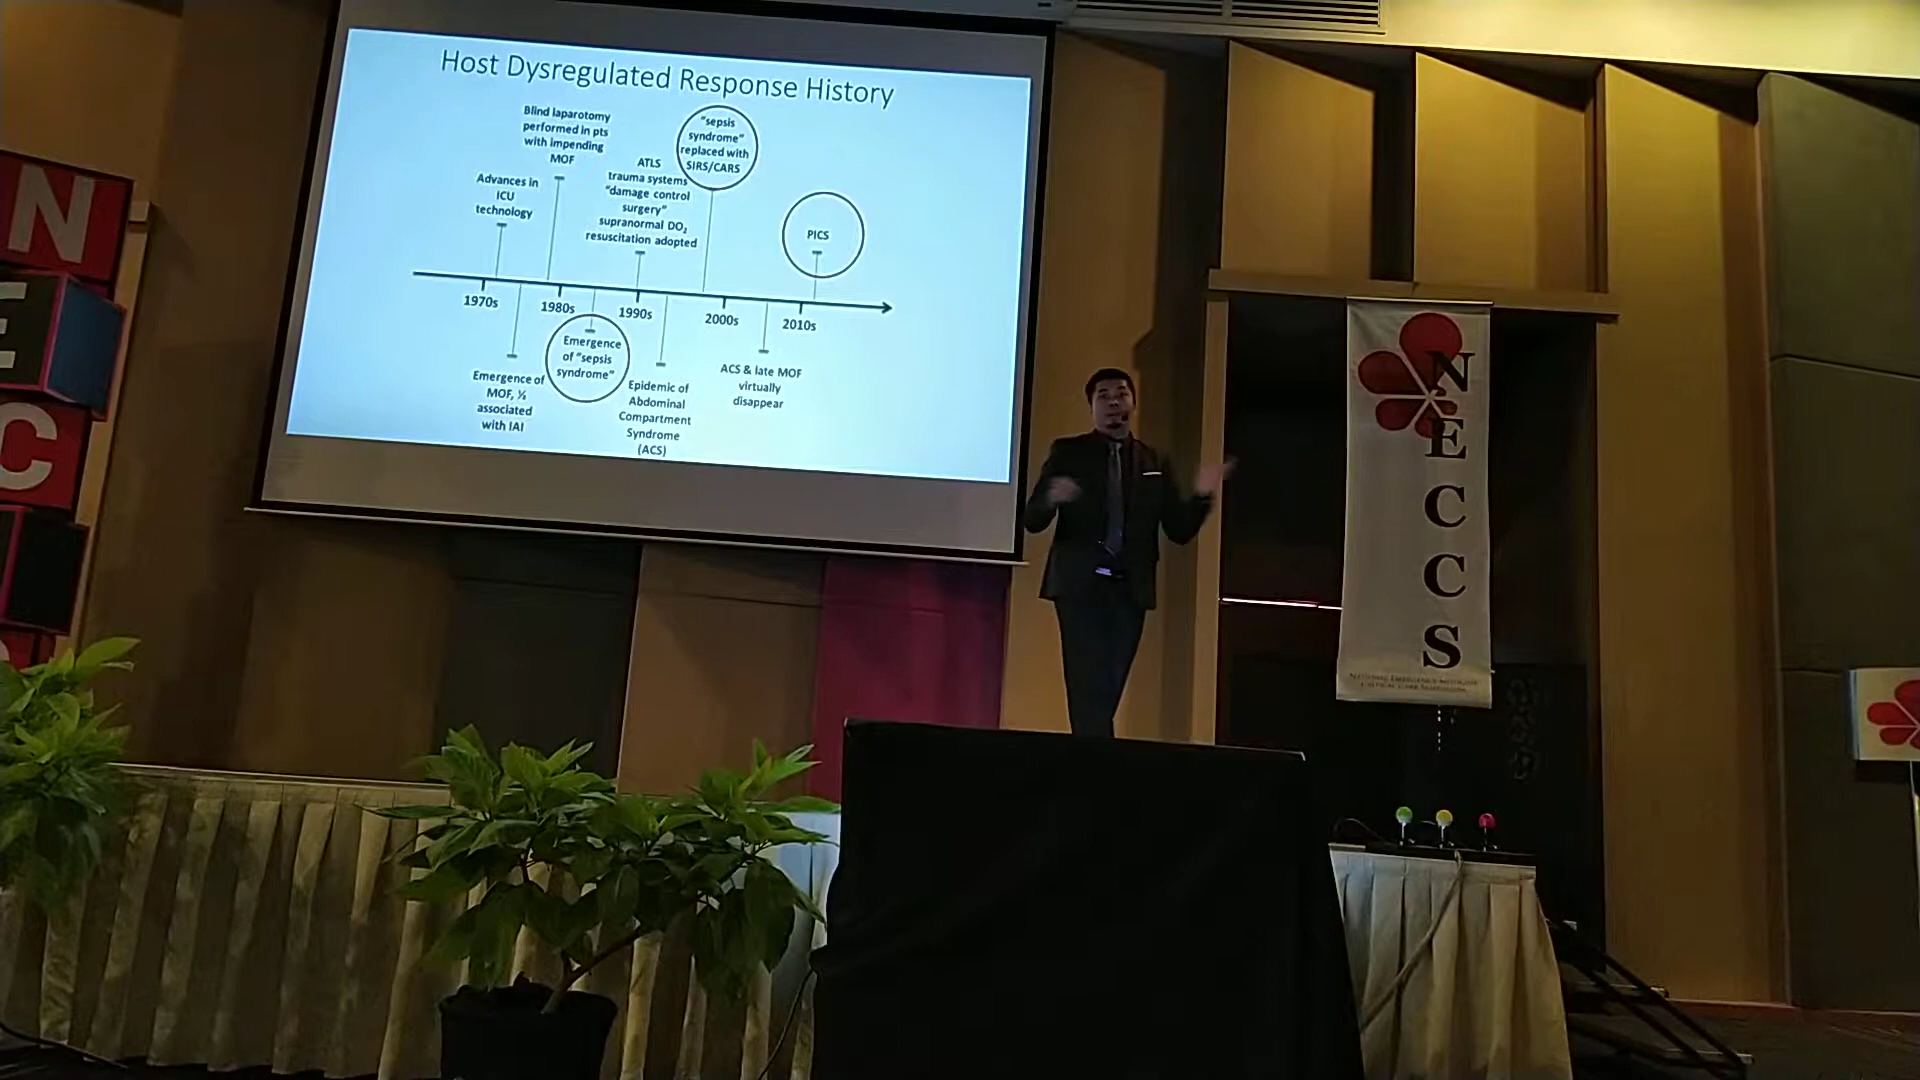 Host Dysregulated Response History
Blind laparotomy
performed in pts
with impending
MOF
"sepsis
syndrome"
replaced with
SIRS/CARS
ATLS
trauma systems
"damage control
surgery"
supranormal DO₂
resuscitation adopted
Advances in
ICU
technology
PICS
1970s
1980s
1990s
2000s
2010s
Emergence of
MOF, ½
associated
with IAI
Emergence
of "sepsis
syndrome"
Epidemic of
Abdominal
Compartment
Syndrome
(ACS)
ACS & late MOF
virtually
disappear
N
E
C
C
S
N
E
C